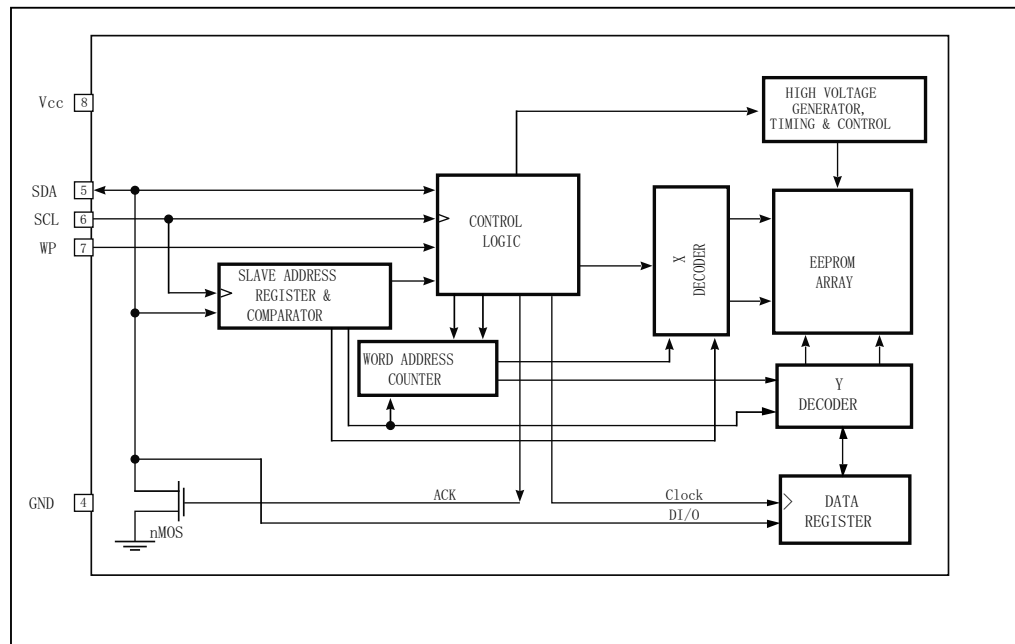 HIGH VOLTAGE
GENERATOR,
TIMING & CONTROL
Vcc 8
SDA 5
SCL 6
WP 7
CONTROL
LOGIC
X
DECODER
EEPROM
ARRAY
SLAVE ADDRESS
REGISTER &
COMPARATOR
WORD ADDRESS
COUNTER
Y
DECODER
GND 4
ACK
Clock
DI/O
nMOS
DATA
REGISTER